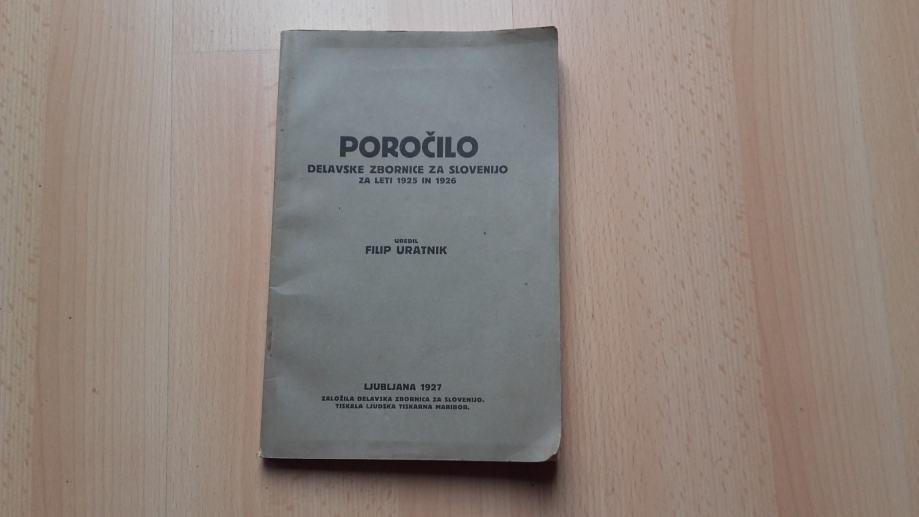 POROČILO
DELAVSKE ZBORNICE ZA SLOVENIJO
ZA LETI 1925 IN 1926
UREDIL
FILIP URATNIK
LJUBLJANA 1927
ZALOŽILA DELAVSKA ZBORNICA ZA SLOVENIJO.
TISKALA LJUDSKA TISKARNA MARIBOR.